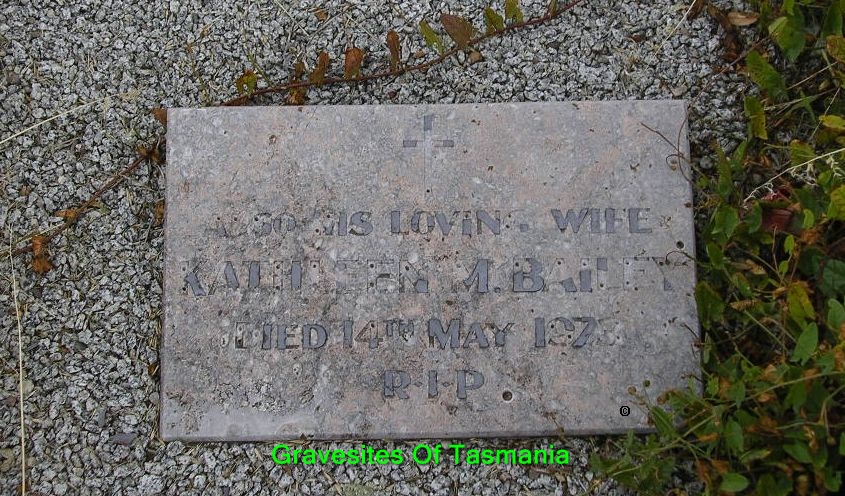 ALSO HIS LOVING WIFE
KATHLEEN M. BAILEY
DIED 14TH MAY
R·I·P
Gravesites Of Tasmania